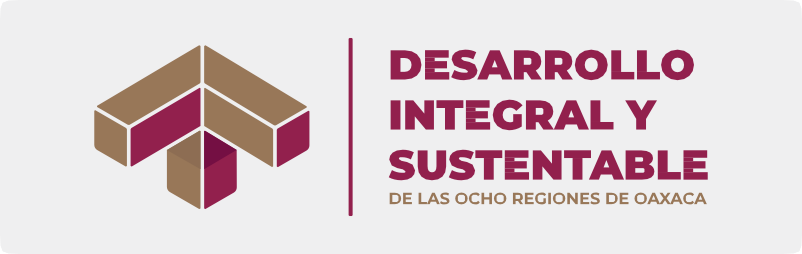 DESARROLLO
INTEGRAL Y
SUSTENTABLE
DE LAS OCHO REGIONES DE OAXACA